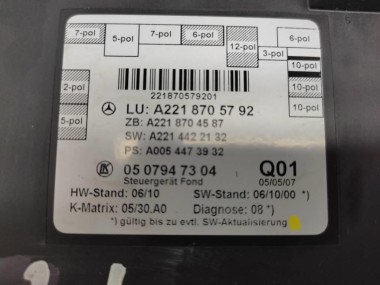 7-pol
5-pol
7-pol
6-pol
12-pol
3-pol
6-pol
10-pol
10-pol
10-pol
2-pol
5-pol
221870579201
LU: A221 870 57 92
ZB: A221 870 45 87
SW: A221 442 21 32
PS: A005 447 39 32
05 0794 73 04
Q01
Steuergerät Fond
05/05/07
HW-Stand: 06/10 SW-Stand: 06/10/00 *)
K-Matrix: 05/30.A0 Diagnose: 08 *)
*) gültig bis zu evtl. SW-Aktualisierung